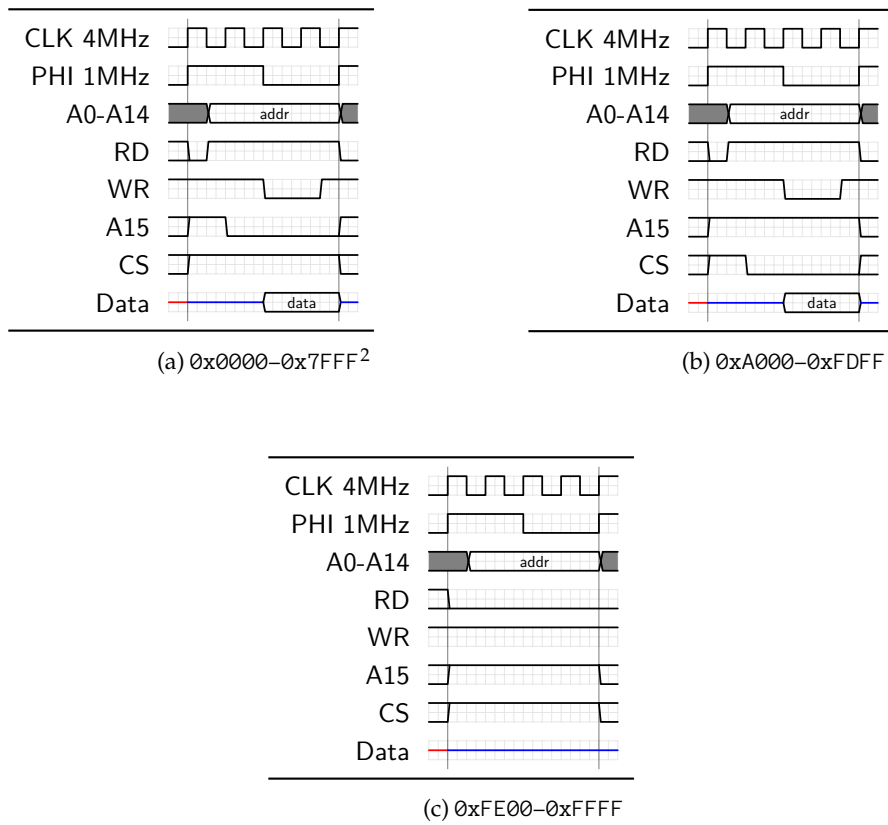 CLK 4MHz
PHI 1MHz
A0-A14
addr
RD
WR
A15
CS
Data
data
(a) 0x0000–0x7FFF²
CLK 4MHz
PHI 1MHz
A0-A14
addr
RD
WR
A15
CS
Data
data
(b) 0xA000–0xFDFF
CLK 4MHz
PHI 1MHz
A0-A14
addr
RD
WR
A15
CS
Data
(c) 0xFE00–0xFFFF